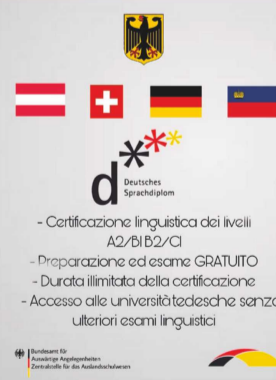 d
Deutsches
Sprachdiplom
- Certificazione linguistica dei livelli
A2/B1 B2/C1
- Preparazione ed esame GRATUITO
- Durata illimitata della certificazione
- Accesso alle università tedesche senza
ulteriori esami linguistici
Bundesamt für
Auswärtige Angelegenheiten
Zentralstelle für das Auslandsschulwesen